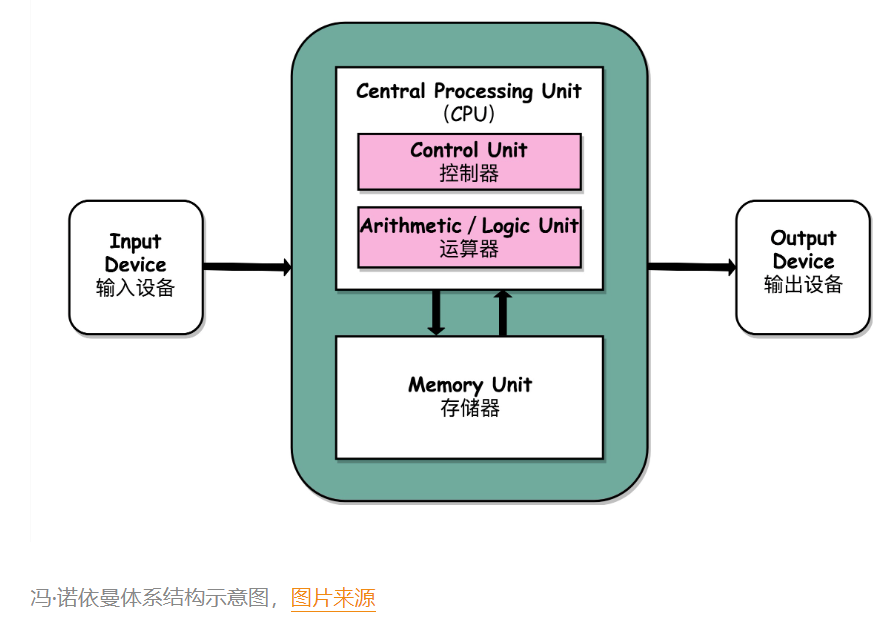 Central Processing Unit
(CPU)
Control Unit
控制器
Arithmetic / Logic Unit
运算器
Input
Device
输入设备
Output
Device
输出设备
Memory Unit
存储器
冯·诺依曼体系结构示意图，图片来源